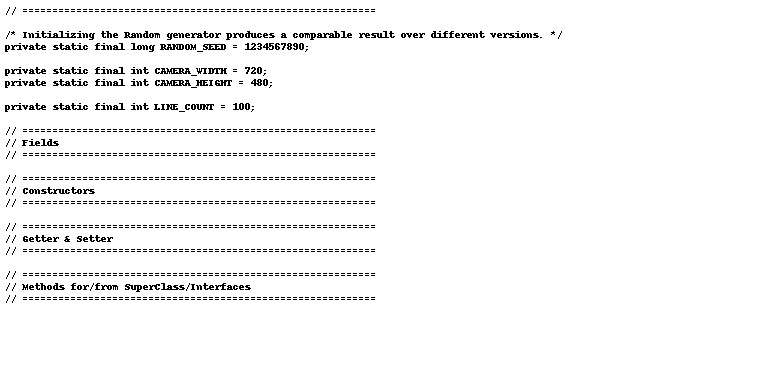 // ===========================================================
/* Initializing the Random generator produces a comparable result over different versions. */
private static final long RANDOM_SEED = 1234567890;
private static final int CAMERA_WIDTH = 720;
private static final int CAMERA_HEIGHT = 480;
private static final int LINE_COUNT = 100;
// ===========================================================
// Fields
// ===========================================================
// ===========================================================
// Constructors
// ===========================================================
// ===========================================================
// Getter & Setter
// ===========================================================
// ===========================================================
// Methods for/from SuperClass/Interfaces
// ===========================================================